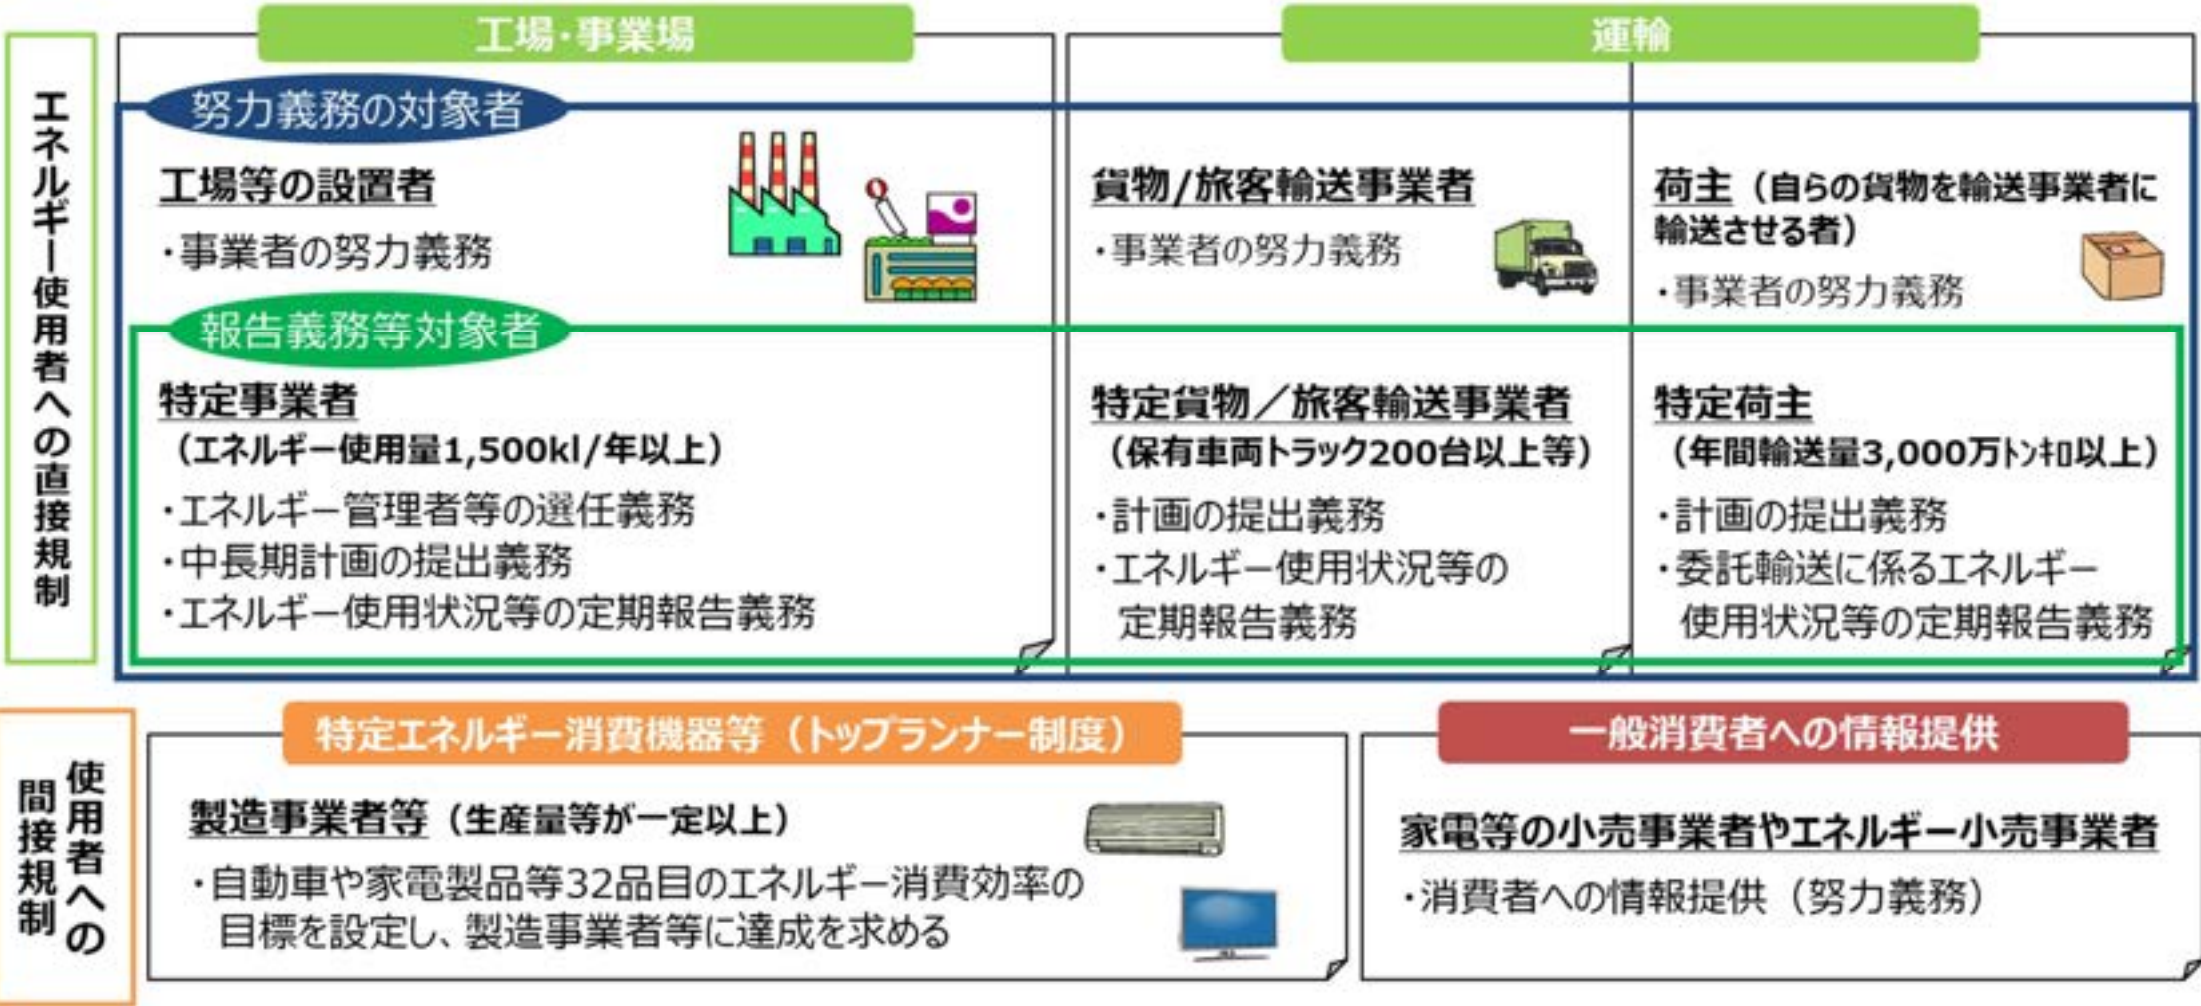 エネルギー使用者への直接規制
工場・事業場
努力義務の対象者
工場等の設置者
・事業者の努力義務
報告義務等対象者
特定事業者
（エネルギー使用量1,500kl/年以上）
・エネルギー管理者等の選任義務
・中長期計画の提出義務
・エネルギー使用状況等の定期報告義務
運輸
貨物/旅客輸送事業者
・事業者の努力義務
特定貨物／旅客輸送事業者
（保有車両トラック200台以上等）
・計画の提出義務
・エネルギー使用状況等の
定期報告義務
荷主（自らの貨物を輸送事業者に
輸送させる者）
・事業者の努力義務
特定荷主
（年間輸送量3,000万ﾄﾝｷﾛ以上）
・計画の提出義務
・委託輸送に係るエネルギー
使用状況等の定期報告義務
使用者への
間接規制
特定エネルギー消費機器等（トップランナー制度）
製造事業者等（生産量等が一定以上）
・自動車や家電製品等32品目のエネルギー消費効率の
目標を設定し、製造事業者等に達成を求める
一般消費者への情報提供
家電等の小売事業者やエネルギー小売事業者
・消費者への情報提供（努力義務）